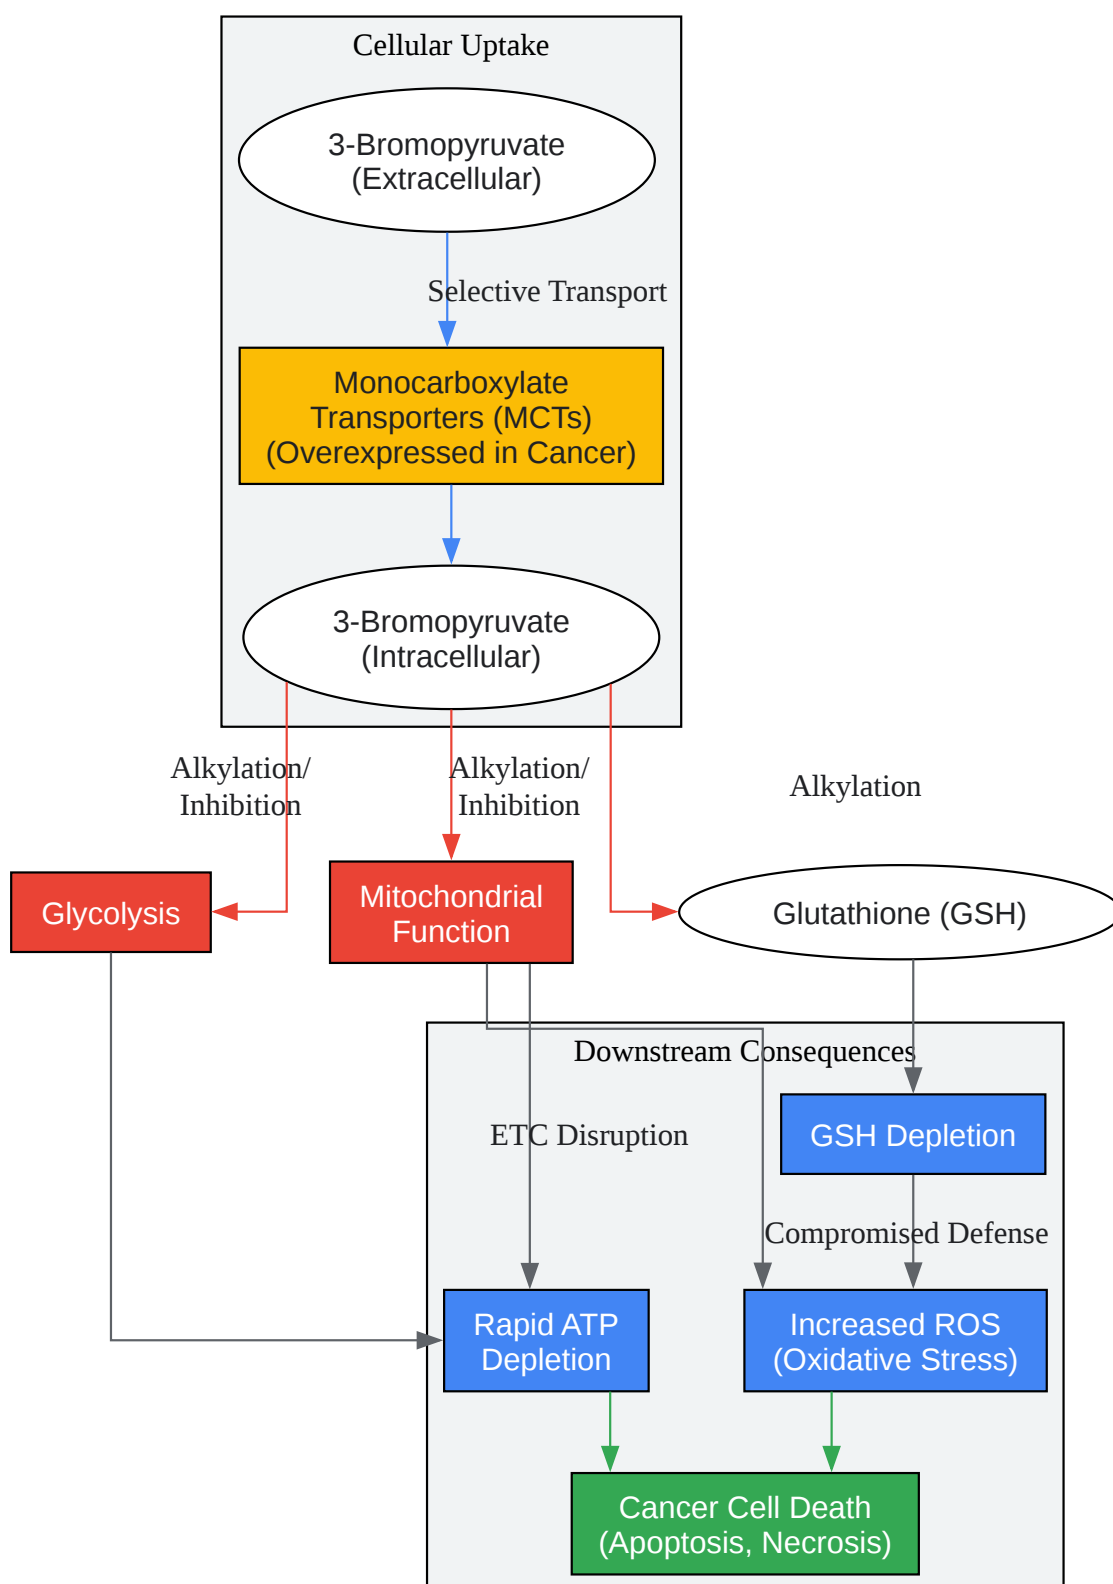 Cellular Uptake
3-Bromopyruvate
(Extracellular)
Selective Transport
Monocarboxylate
Transporters (MCTs)
(Overexpressed in Cancer)
3-Bromopyruvate
(Intracellular)
Alkylation/
Inhibition
Alkylation/
Inhibition
Alkylation
Glycolysis
Mitochondrial
Function
Glutathione (GSH)
Downstream Consequences
GSH Depletion
ETC Disruption
Compromised Defense
Rapid ATP
Depletion
Increased ROS
(Oxidative Stress)
Cancer Cell Death
(Apoptosis, Necrosis)